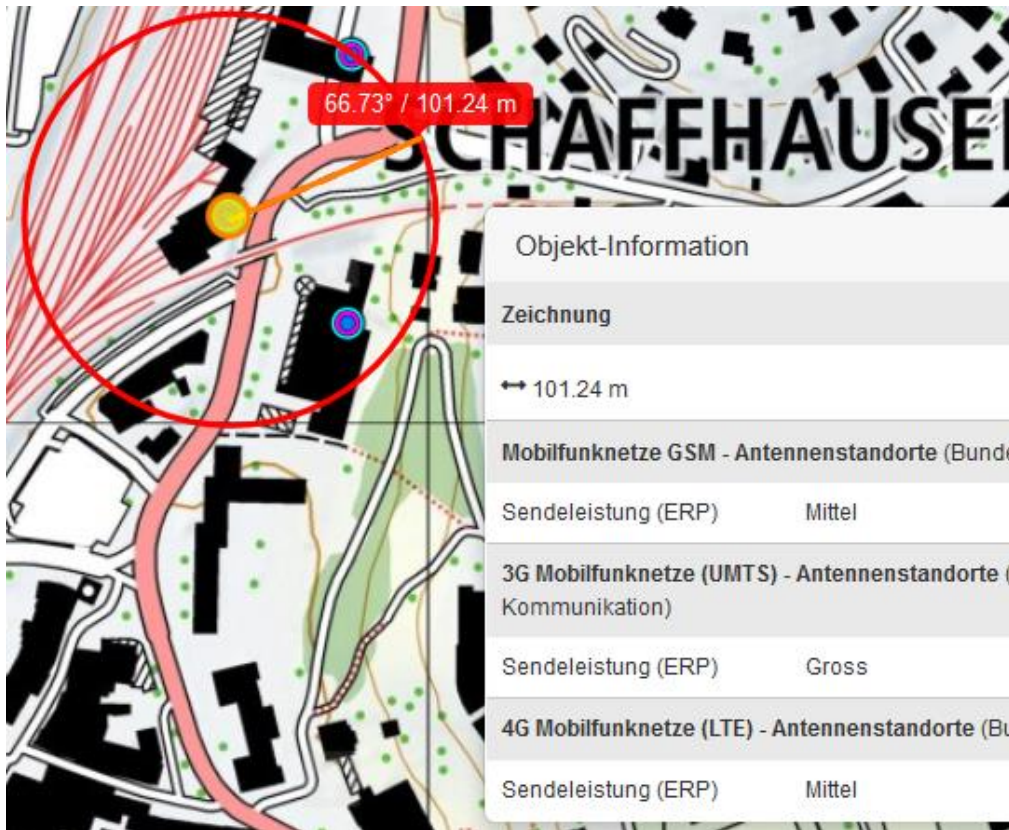 66.73° / 101.24 m
SCHAFFHAUSE
Objekt-Information
Zeichnung
↔ 101.24 m
Mobilfunknetze GSM - Antennenstandorte (Bunde
Sendeleistung (ERP) Mittel
3G Mobilfunknetze (UMTS) - Antennenstandorte (
Kommunikation)
Sendeleistung (ERP) Gross
4G Mobilfunknetze (LTE) - Antennenstandorte (Bu
Sendeleistung (ERP) Mittel